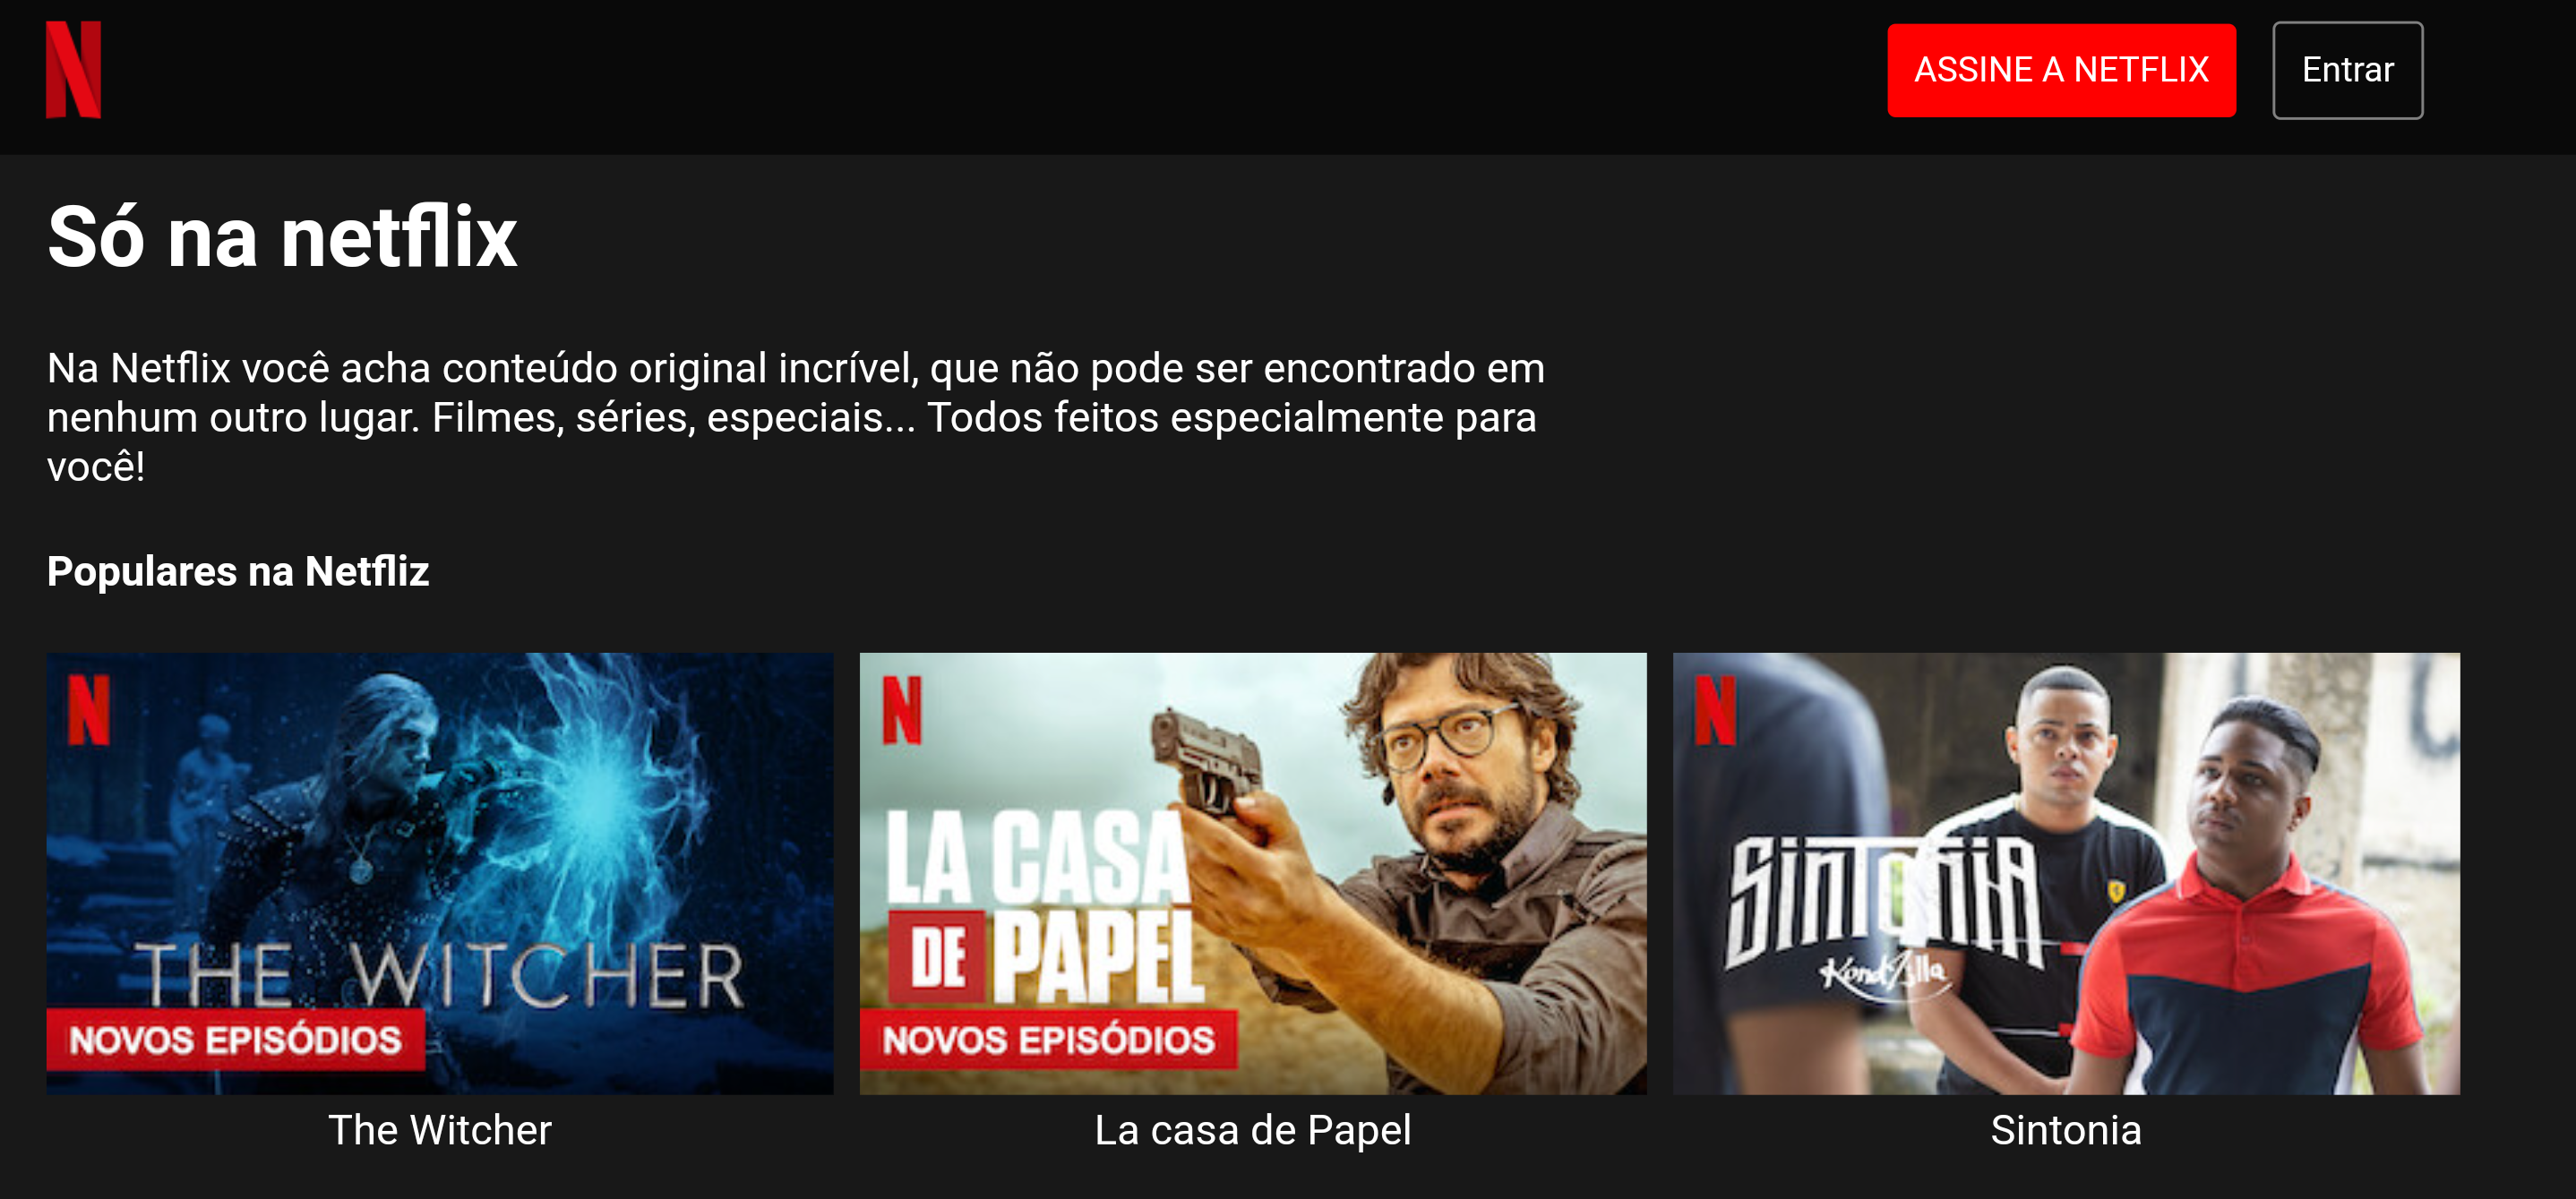 N
ASSINE A NETFLIX
Entrar
Só na netflix
Na Netflix você acha conteúdo original incrível, que não pode ser encontrado em
nenhum outro lugar. Filmes, séries, especiais... Todos feitos especialmente para
você!
Populares na Netfliz
N
THE WITCHER
NOVOS EPISÓDIOS
N
LA CASA
DE PAPEL
NOVOS EPISÓDIOS
N
SINTONIA
KondZilla
The Witcher
La casa de Papel
Sintonia